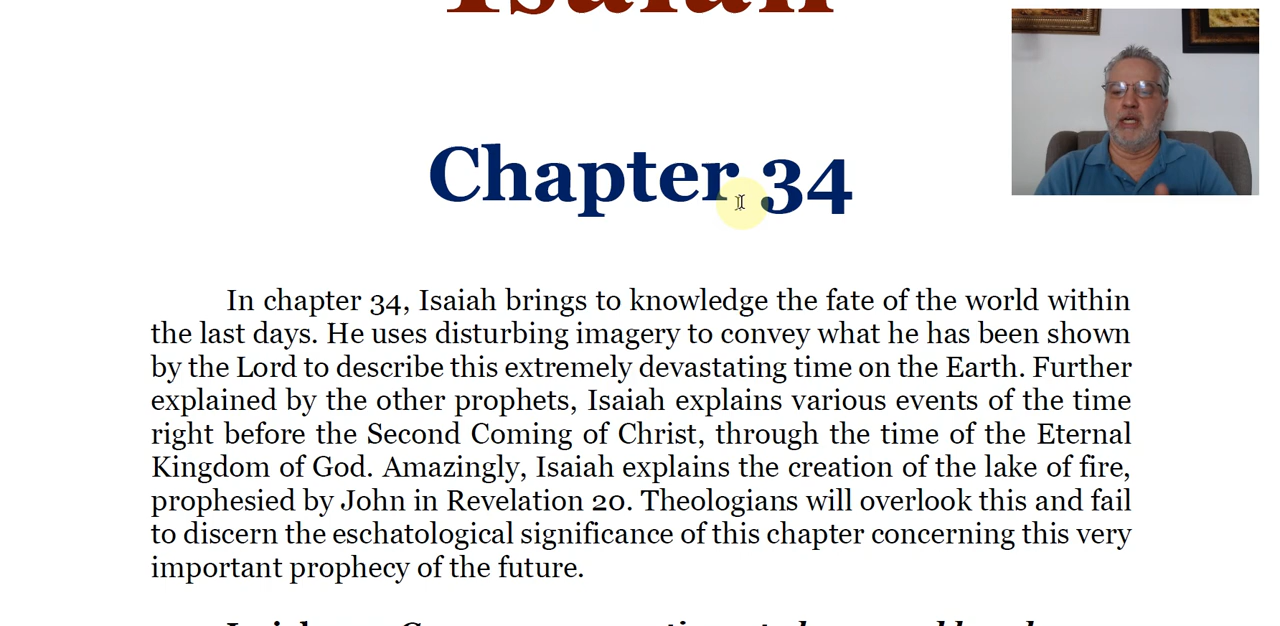 Isaiah
Chapter 34
In chapter 34, Isaiah brings to knowledge the fate of the world within
the last days. He uses disturbing imagery to convey what he has been shown
by the Lord to describe this extremely devastating time on the Earth. Further
explained by the other prophets, Isaiah explains various events of the time
right before the Second Coming of Christ, through the time of the Eternal
Kingdom of God. Amazingly, Isaiah explains the creation of the lake of fire,
prophesied by John in Revelation 20. Theologians will overlook this and fail
to discern the eschatological significance of this chapter concerning this very
important prophecy of the future.